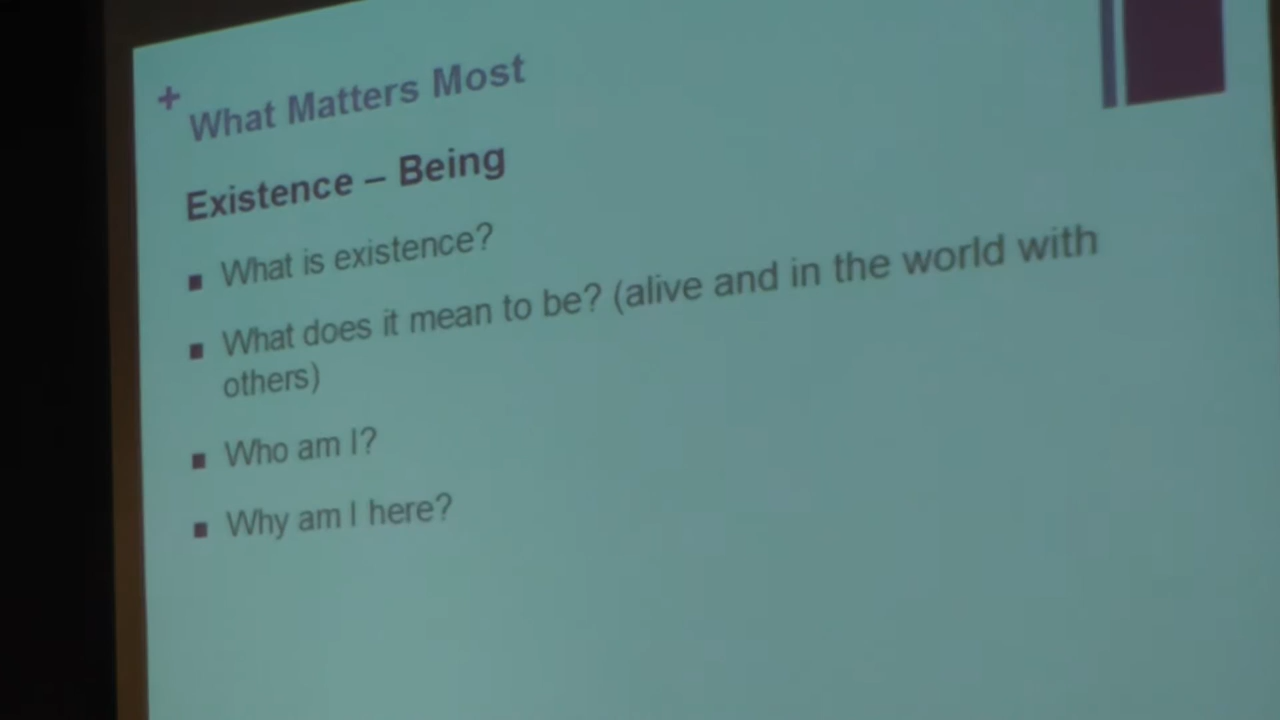 +
What Matters Most
Existence – Being
▪ What is existence?
▪ What does it mean to be? (alive and in the world with
others)
▪ Who am I?
▪ Why am I here?